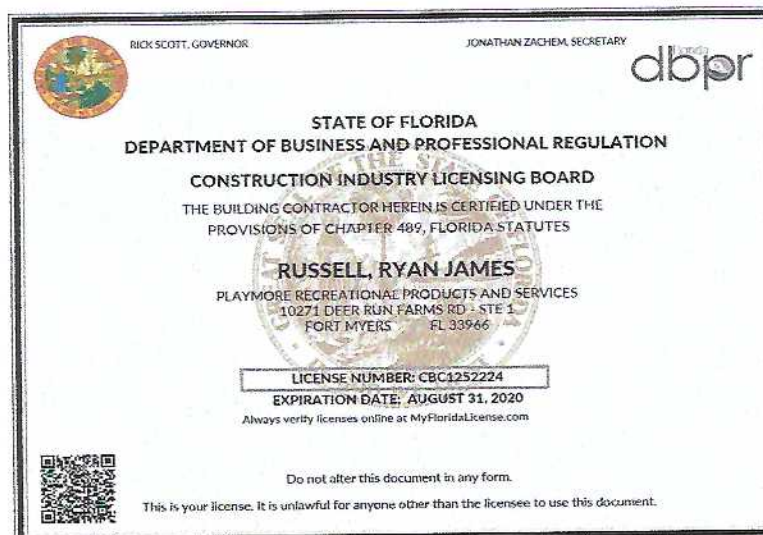 RICK SCOTT, GOVERNOR
JONATHAN ZACHEM, SECRETARY
Florida
dbpr
STATE OF FLORIDA
DEPARTMENT OF BUSINESS AND PROFESSIONAL REGULATION
CONSTRUCTION INDUSTRY LICENSING BOARD
THE BUILDING CONTRACTOR HEREIN IS CERTIFIED UNDER THE
PROVISIONS OF CHAPTER 489, FLORIDA STATUTES
RUSSELL, RYAN JAMES
PLAYMORE RECREATIONAL PRODUCTS AND SERVICES
10271 DEER RUN FARMS RD - STE 1
FORT MYERS FL 33966
LICENSE NUMBER: CBC1252224
EXPIRATION DATE: AUGUST 31, 2020
Always verify licenses online at MyFloridaLicense.com
Do not alter this document in any form.
This is your license. It is unlawful for anyone other than the licensee to use this document.